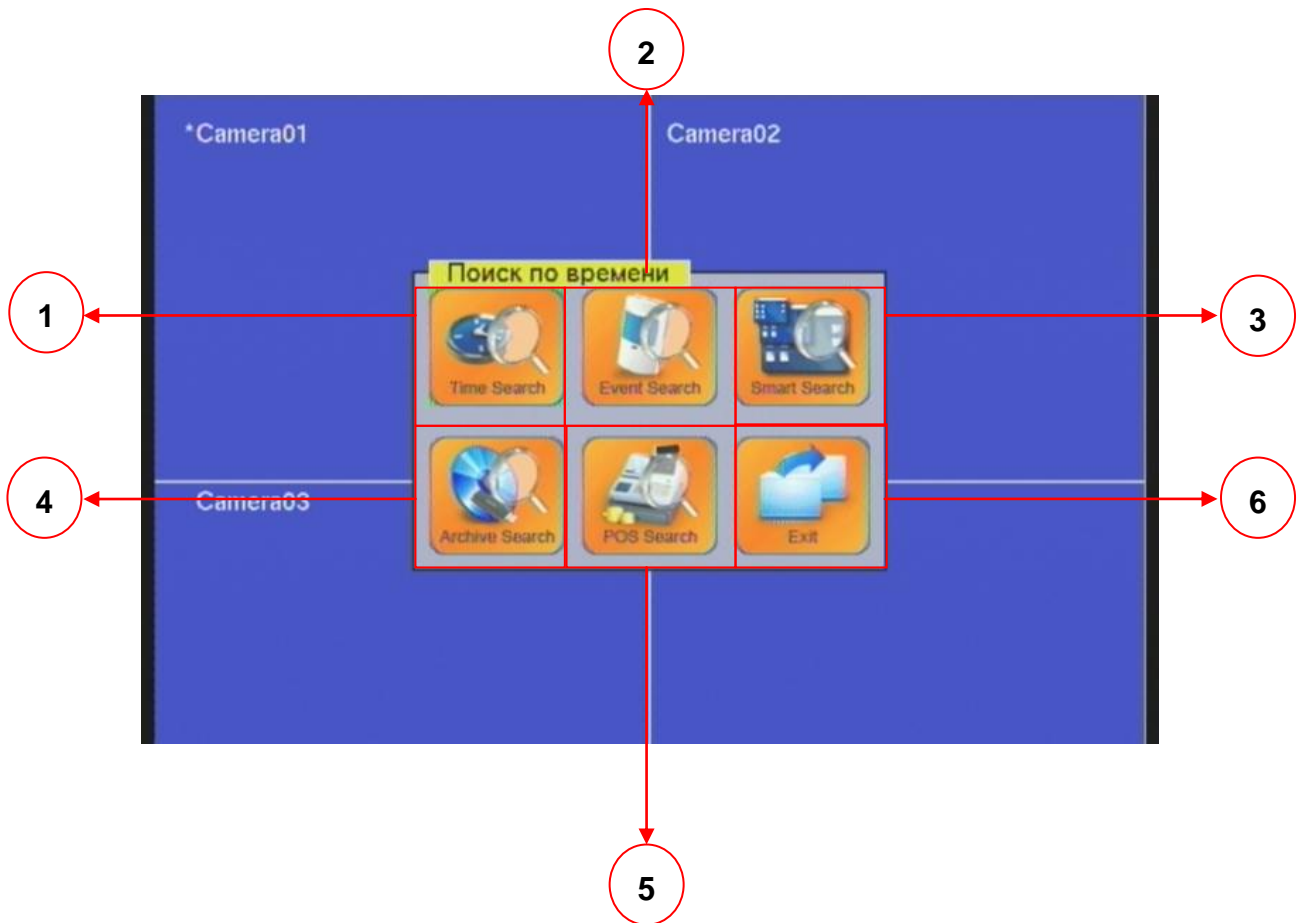 2
*Camera01
Camera02
Поиск по времени
1
3
Time Search
Event Search
Smart Search
4
6
Camera03
Archive Search
POS Search
Exit
5